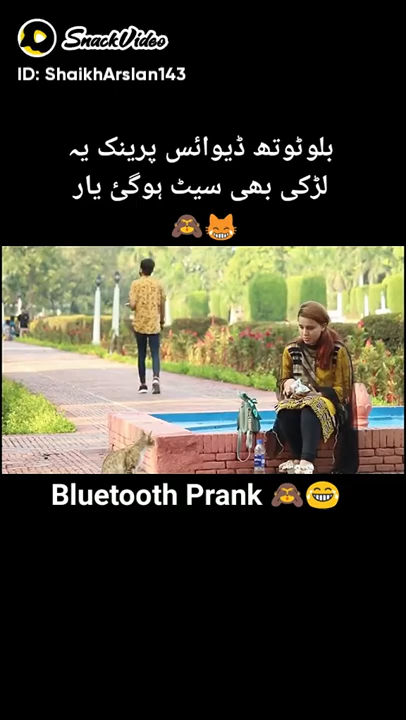 SnackVideo
ID: ShaikhArslan143
بلوٹوتھ ڈیوائس پرینک یہ
لڑکی بھی سیٹ ہوگئ یار
🙈😹
Bluetooth Prank 🙈😂